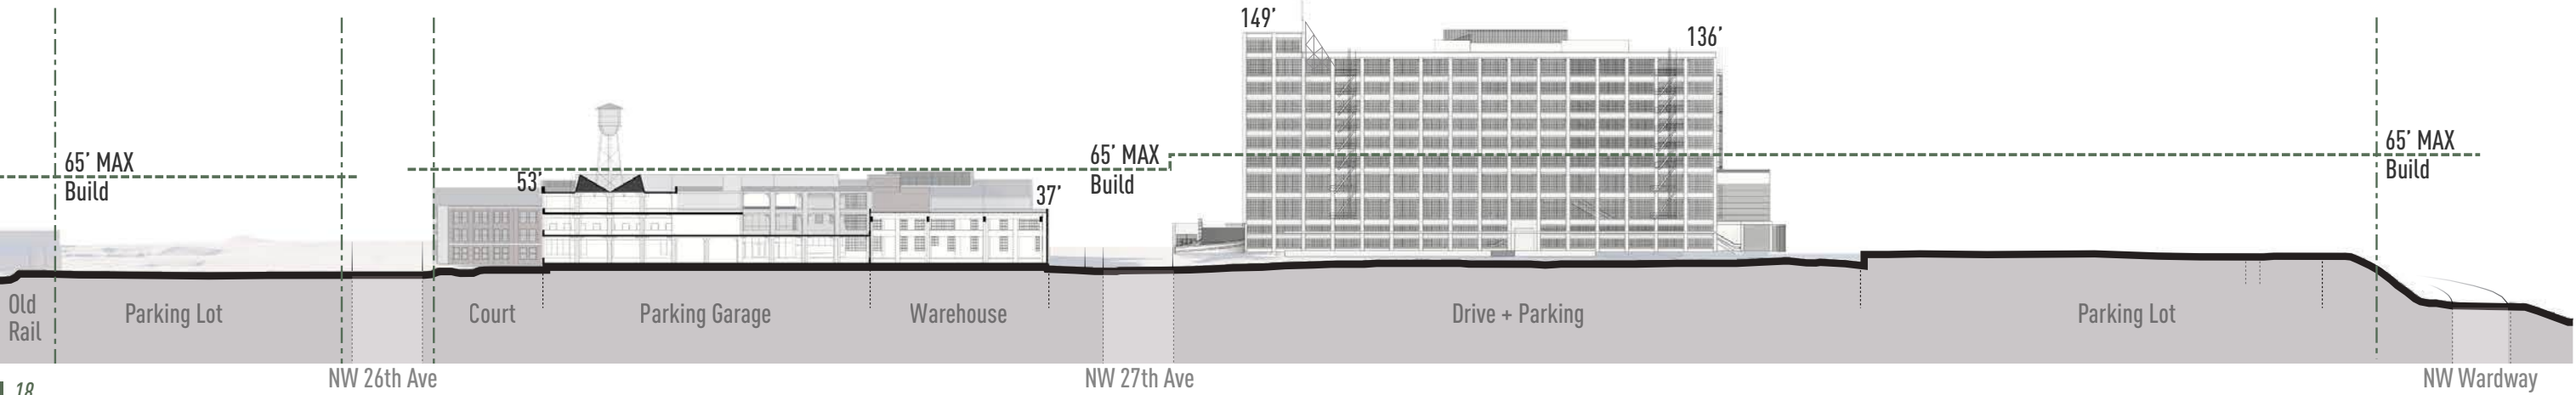 149’
136’
65’ MAX
Build
53’
37’
65’ MAX
Build
65’ MAX
Build
Old
Rail
Parking Lot
Court
Parking Garage
Warehouse
Drive + Parking
Parking Lot
NW 26th Ave
NW 27th Ave
NW Wardway
18